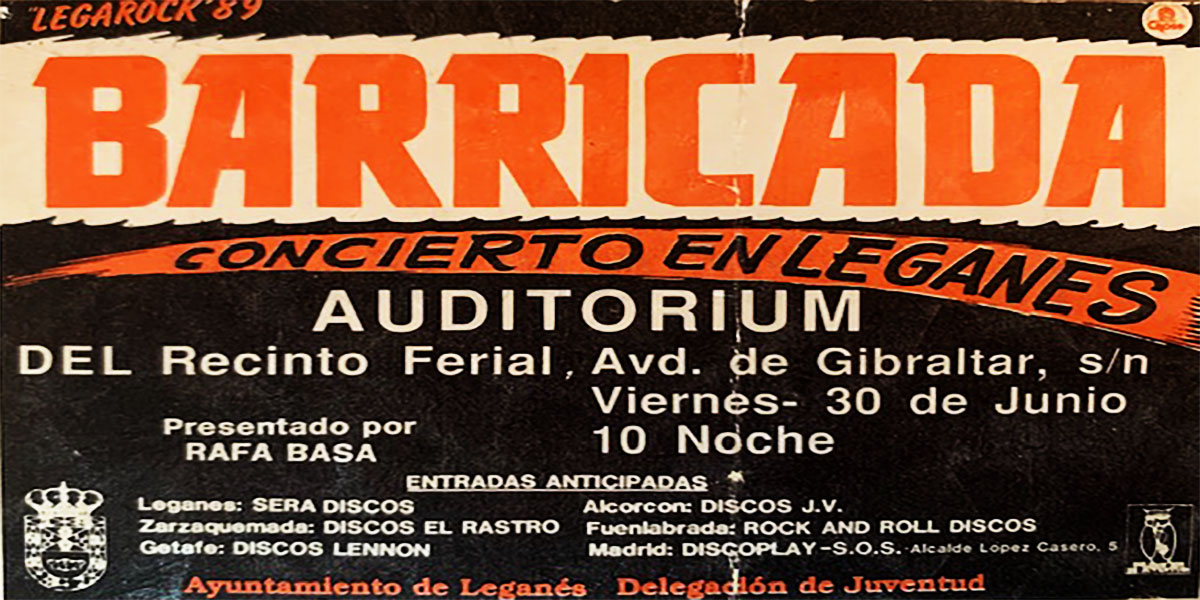 "LEGAROCK'89
BARRICADA
CONCIERTO EN LEGANES
AUDITORIUM
DEL Recinto Ferial, Avd. de Gibraltar, s/n
Viernes- 30 de Junio
10 Noche
Presentado por
RAFA BASA
ENTRADAS ANTICIPADAS
Leganes: SERA DISCOS
Zarzaquemada: DISCOS EL RASTRO
Getafe: DISCOS LENNON
Alcorcon: DISCOS J.V.
Fuenlabrada: ROCK AND ROLL DISCOS
Madrid: DISCOPLAY-S.O.S.-Alcalde Lopez Casero, 5
Ayuntamiento de Leganés Delegación de Juventud